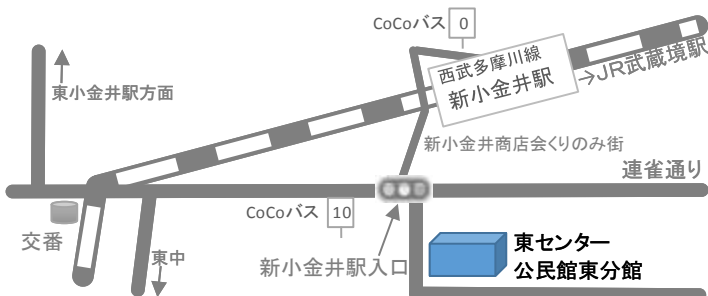 CoCoバス 0
西武多摩川線
新小金井駅
→JR武蔵境駅
東小金井駅方面
新小金井商店会くりのみ街
連雀通り
CoCoバス 10
交番
東中
新小金井駅入口
東センター
公民館東分館